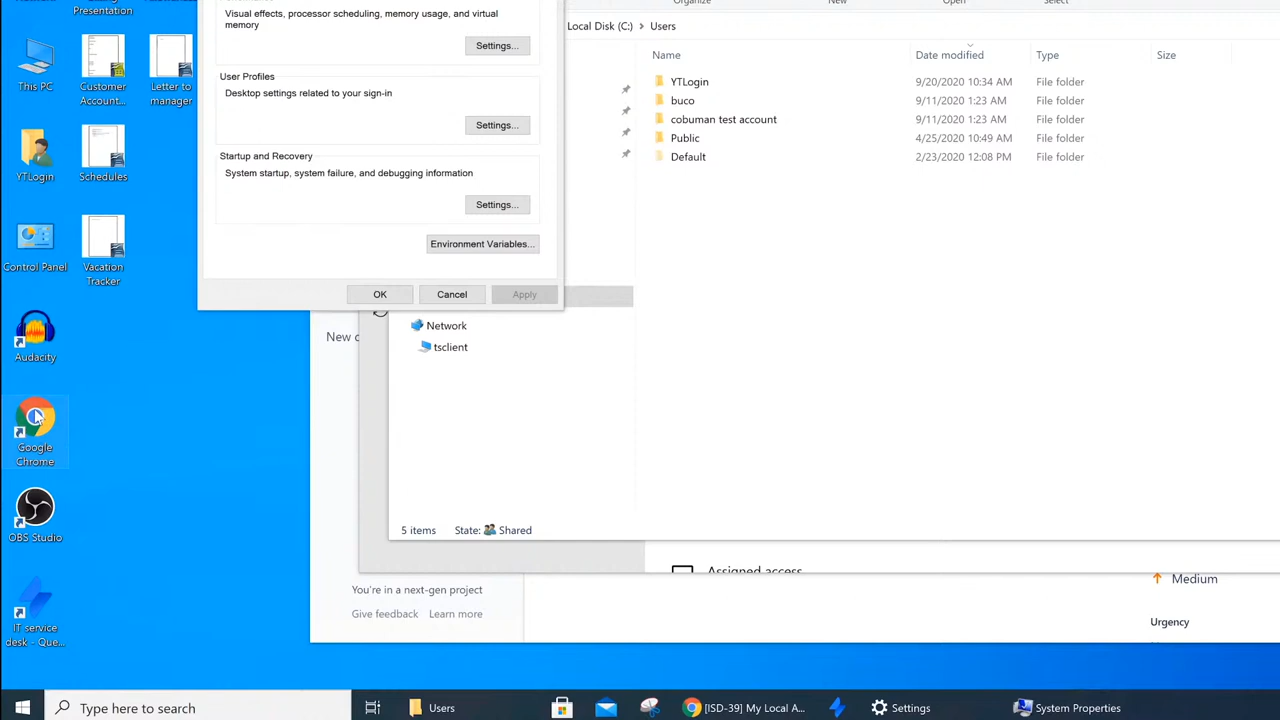 Presentation
This PC
Customer
Account...
Letter to
manager
YTLogin
Schedules
Control Panel
Vacation
Tracker
Audacity
Google
Chrome
OBS Studio
IT service
desk - Que...
Visual effects, processor scheduling, memory usage, and virtual
memory
Settings...
User Profiles
Desktop settings related to your sign-in
Settings...
Startup and Recovery
System startup, system failure, and debugging information
Settings...
Environment Variables...
OK
Cancel
Apply
Organize
New
Open
Select
Local Disk (C:) > Users
Name
Date modified
Type
Size
YTLogin
9/20/2020 10:34 AM
File folder
buco
9/11/2020 1:23 AM
File folder
cobuman test account
9/11/2020 1:23 AM
File folder
Public
4/25/2020 10:49 AM
File folder
Default
2/23/2020 12:08 PM
File folder
Network
tsclient
5 items
State:
Shared
New
Assigned access
You're in a next-gen project
Give feedback
Learn more
Medium
Urgency
Type here to search
Users
[ISD-39] My Local A...
Settings
System Properties